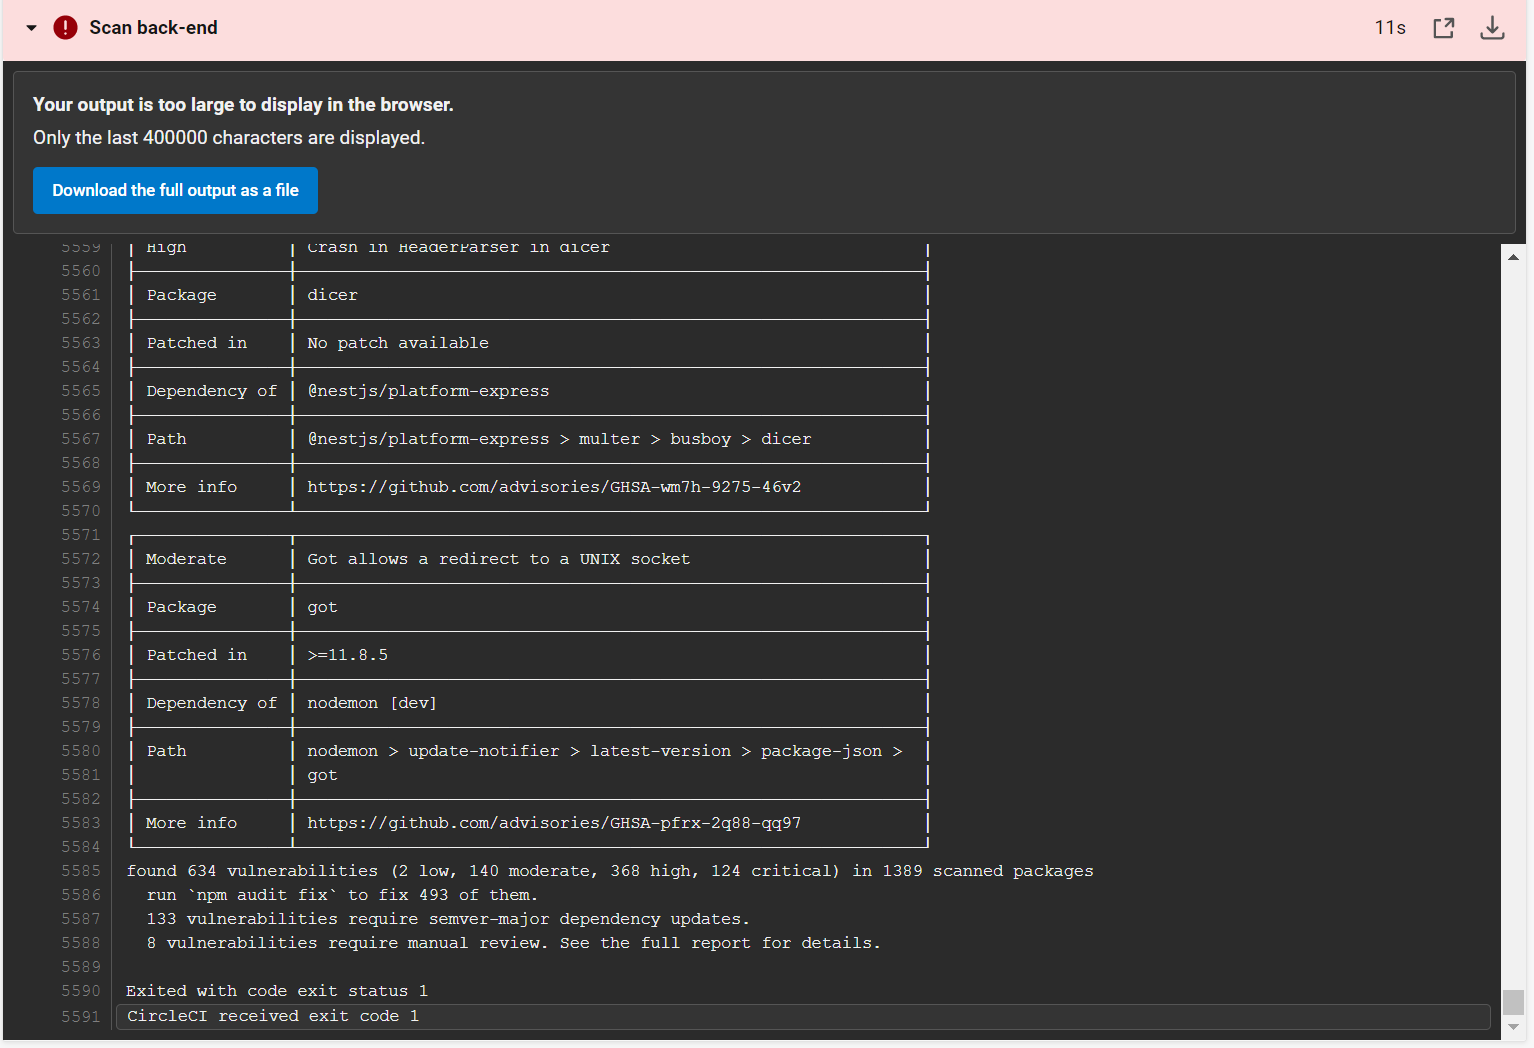 Scan back-end
11s
Your output is too large to display in the browser.
Only the last 400000 characters are displayed.
Download the full output as a file
5559 High Crash in HeaderParser in dicer
5560
5561 Package dicer
5562
5563 Patched in No patch available
5564
5565 Dependency of @nestjs/platform-express
5566
5567 Path @nestjs/platform-express > multer > busboy > dicer
5568
5569 More info https://github.com/advisories/GHSA-wm7h-9275-46v2
5570
5571
5572 Moderate Got allows a redirect to a UNIX socket
5573
5574 Package got
5575
5576 Patched in >=11.8.5
5577
5578 Dependency of nodemon [dev]
5579
5580 Path nodemon > update-notifier > latest-version > package-json >
5581 got
5582
5583 More info https://github.com/advisories/GHSA-pfrx-2q88-qq97
5584
5585 found 634 vulnerabilities (2 low, 140 moderate, 368 high, 124 critical) in 1389 scanned packages
5586 run `npm audit fix` to fix 493 of them.
5587 133 vulnerabilities require semver-major dependency updates.
5588 8 vulnerabilities require manual review. See the full report for details.
5589
5590 Exited with code exit status 1
5591 CircleCI received exit code 1